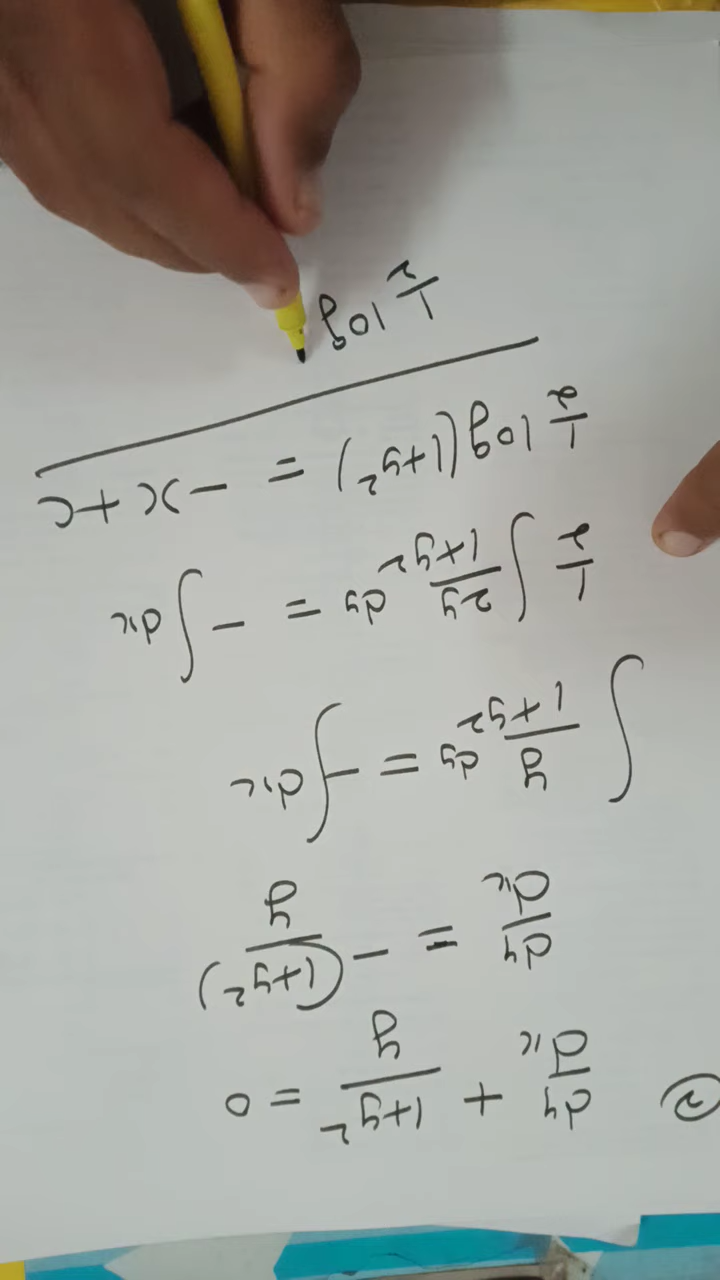 ② dy/dx + (1+y²)/y = 0
dy/dx = - (1+y²)/y
∫ y/(1+y²) dy = -∫ dx
1/2 ∫ 2y/(1+y²) dy = - ∫ dx
1/2 log(1+y²) = -x + c
1/2 log